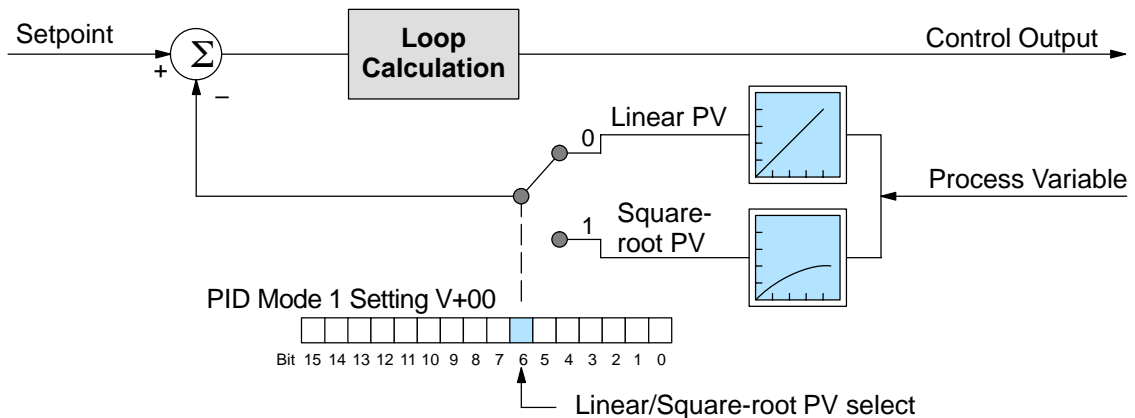 Setpoint
+
Σ
−
Loop
Calculation
Control Output
0
Linear PV
Process Variable
1
Square-
root PV
PID Mode 1 Setting V+00
Bit 15 14 13 12 11 10 9 8 7 6 5 4 3 2 1 0
Linear/Square-root PV select